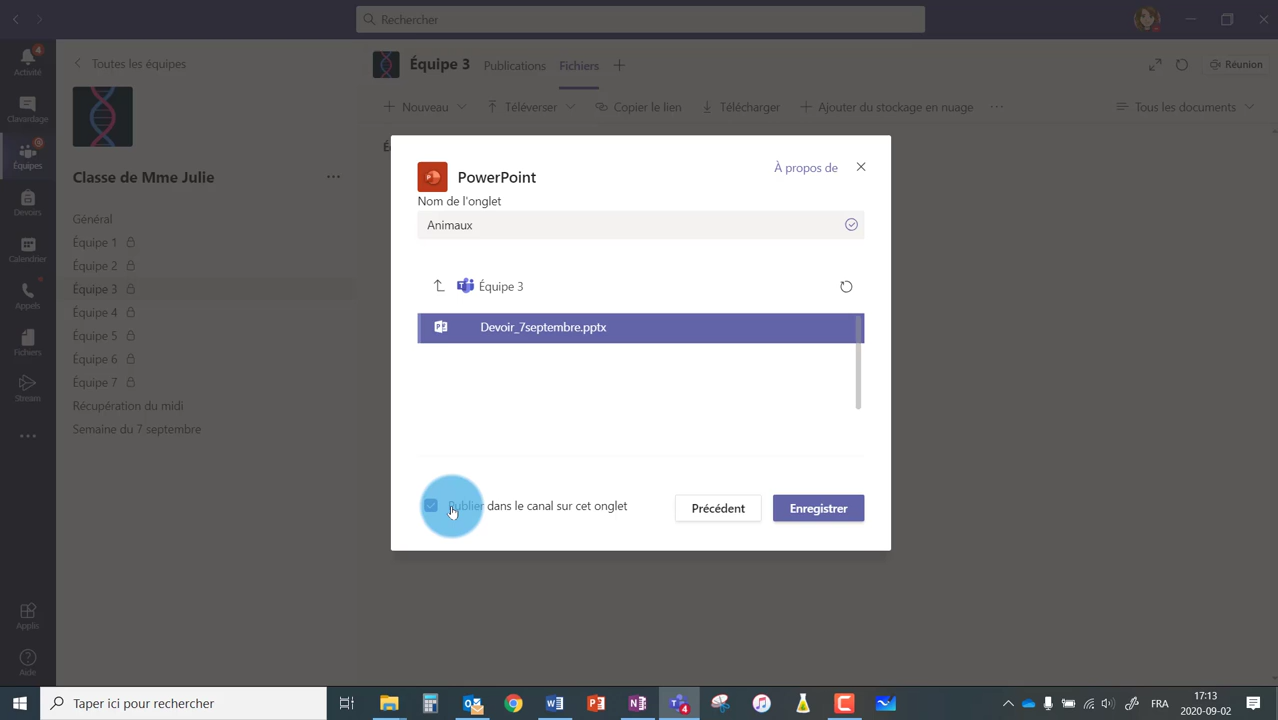 Rechercher
Activité
4
Clavardage
Équipes
Devoirs
Calendrier
Appels
Fichiers
Stream
Applis
Aide
Toutes les équipes
Classe de Mme Julie
Général
Équipe 1
Équipe 2
Équipe 3
Équipe 4
Équipe 5
Équipe 6
Équipe 7
Récupération du midi
Semaine du 7 septembre
Équipe 3 Publications Fichiers Réunion
Nouveau Téléverser Copier le lien Télécharger Ajouter du stockage en nuage Tous les documents
PowerPoint
À propos de
Nom de l'onglet
Animaux
Équipe 3
Devoir_7septembre.pptx
Publier dans le canal sur cet onglet
Précédent
Enregistrer
Taper ici pour rechercher
4
FRA
17:13
2020-09-02